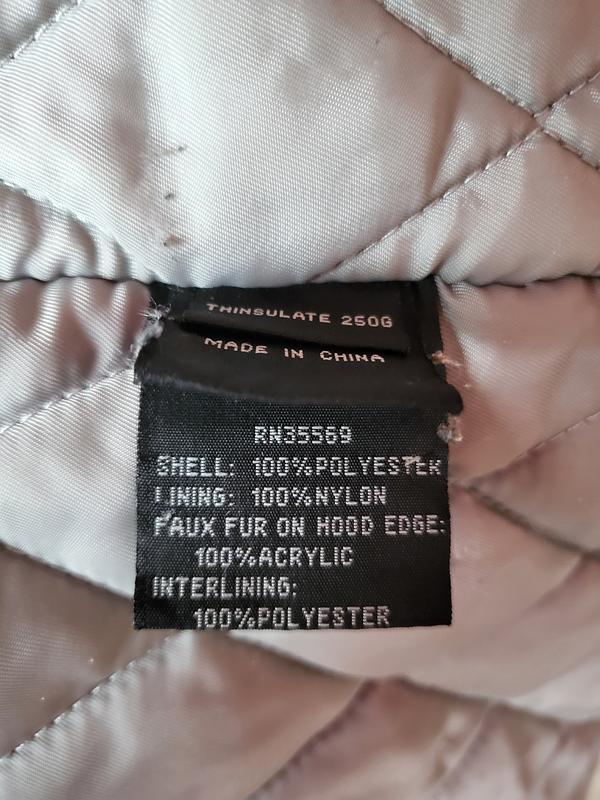 THINSULATE 250G
MADE IN CHINA
RN35569
SHELL: 100%POLYESTER
LINING: 100%NYLON
FAUX FUR ON HOOD EDGE:
100%ACRYLIC
INTERLINING:
100%POLYESTER